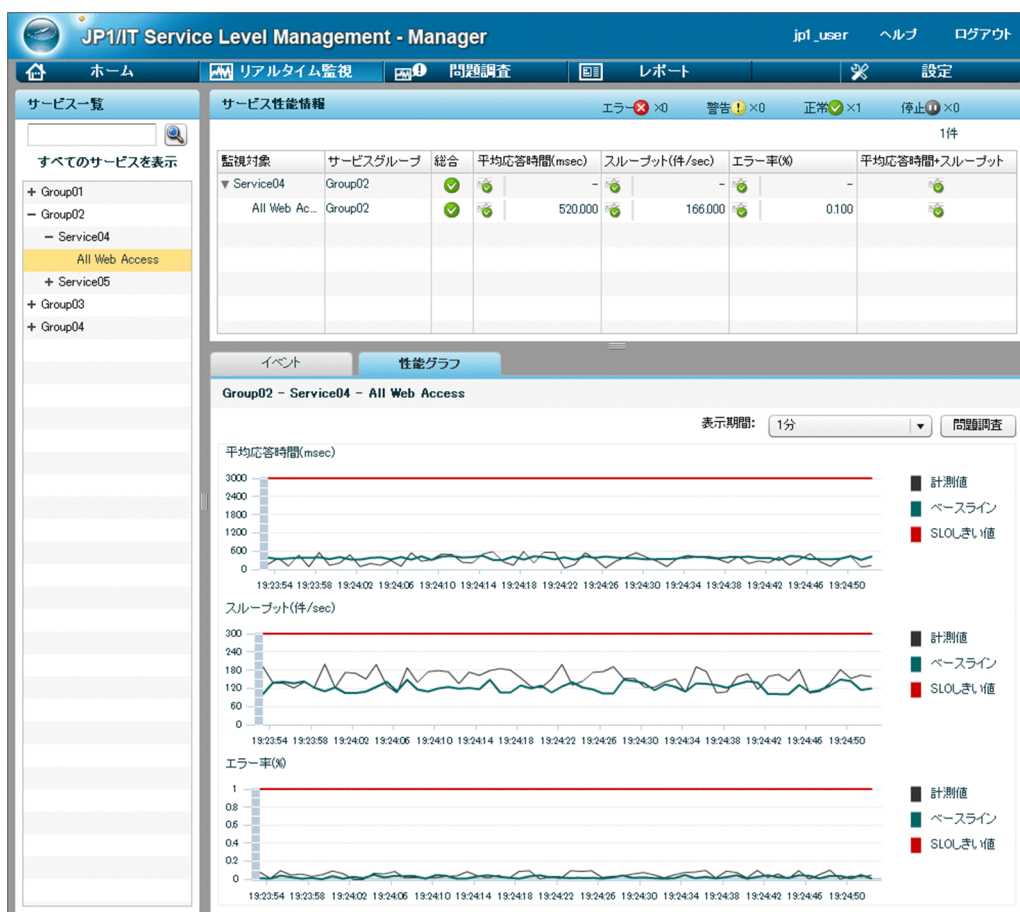 JP1/IT Service Level Management - Manager
jp1_user ヘルプ ログアウト
ホーム リアルタイム監視 問題調査 レポート 設定
サービス一覧
すべてのサービスを表示
+ Group01
− Group02
− Service04
All Web Access
+ Service05
+ Group03
+ Group04
サービス性能情報
エラー ×0 警告 ×0 正常 ×1 停止 ×0
1件
監視対象 サービスグループ 総合 平均応答時間(msec) スループット(件/sec) エラー率(%) 平均応答時間+スループット
▼ Service04 Group02 - - -
All Web Ac... Group02 520.000 166.000 0.100
イベント 性能グラフ
Group02 - Service04 - All Web Access
表示期間: 1分 ▼ 問題調査
平均応答時間(msec)
3000
2400
1800
1200
600
0
19:23:54 19:23:58 19:24:02 19:24:06 19:24:10 19:24:14 19:24:18 19:24:22 19:24:26 19:24:30 19:24:34 19:24:38 19:24:42 19:24:46 19:24:50
計測値
ベースライン
SLOしきい値
スループット(件/sec)
300
240
180
120
60
0
19:23:54 19:23:58 19:24:02 19:24:06 19:24:10 19:24:14 19:24:18 19:24:22 19:24:26 19:24:30 19:24:34 19:24:38 19:24:42 19:24:46 19:24:50
計測値
ベースライン
SLOしきい値
エラー率(%)
1
0.8
0.6
0.4
0.2
0
19:23:54 19:23:58 19:24:02 19:24:06 19:24:10 19:24:14 19:24:18 19:24:22 19:24:26 19:24:30 19:24:34 19:24:38 19:24:42 19:24:46 19:24:50
計測値
ベースライン
SLOしきい値